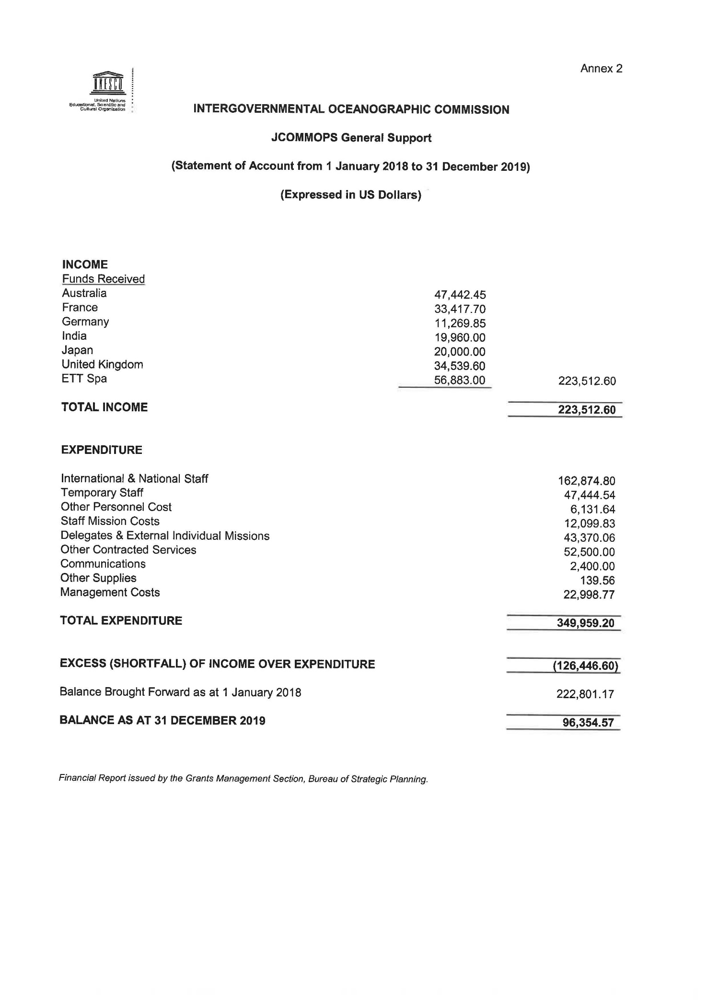 Annex 2
UNESCO
United Nations
Educational, Scientific and
Cultural Organization
INTERGOVERNMENTAL OCEANOGRAPHIC COMMISSION
JCOMMOPS General Support
(Statement of Account from 1 January 2018 to 31 December 2019)
(Expressed in US Dollars)
INCOME
Funds Received
Australia 47,442.45
France 33,417.70
Germany 11,269.85
India 19,960.00
Japan 20,000.00
United Kingdom 34,539.60
ETT Spa 56,883.00 223,512.60
TOTAL INCOME 223,512.60
EXPENDITURE
International & National Staff 162,874.80
Temporary Staff 47,444.54
Other Personnel Cost 6,131.64
Staff Mission Costs 12,099.83
Delegates & External Individual Missions 43,370.06
Other Contracted Services 52,500.00
Communications 2,400.00
Other Supplies 139.56
Management Costs 22,998.77
TOTAL EXPENDITURE 349,959.20
EXCESS (SHORTFALL) OF INCOME OVER EXPENDITURE (126,446.60)
Balance Brought Forward as at 1 January 2018 222,801.17
BALANCE AS AT 31 DECEMBER 2019 96,354.57
Financial Report issued by the Grants Management Section, Bureau of Strategic Planning.